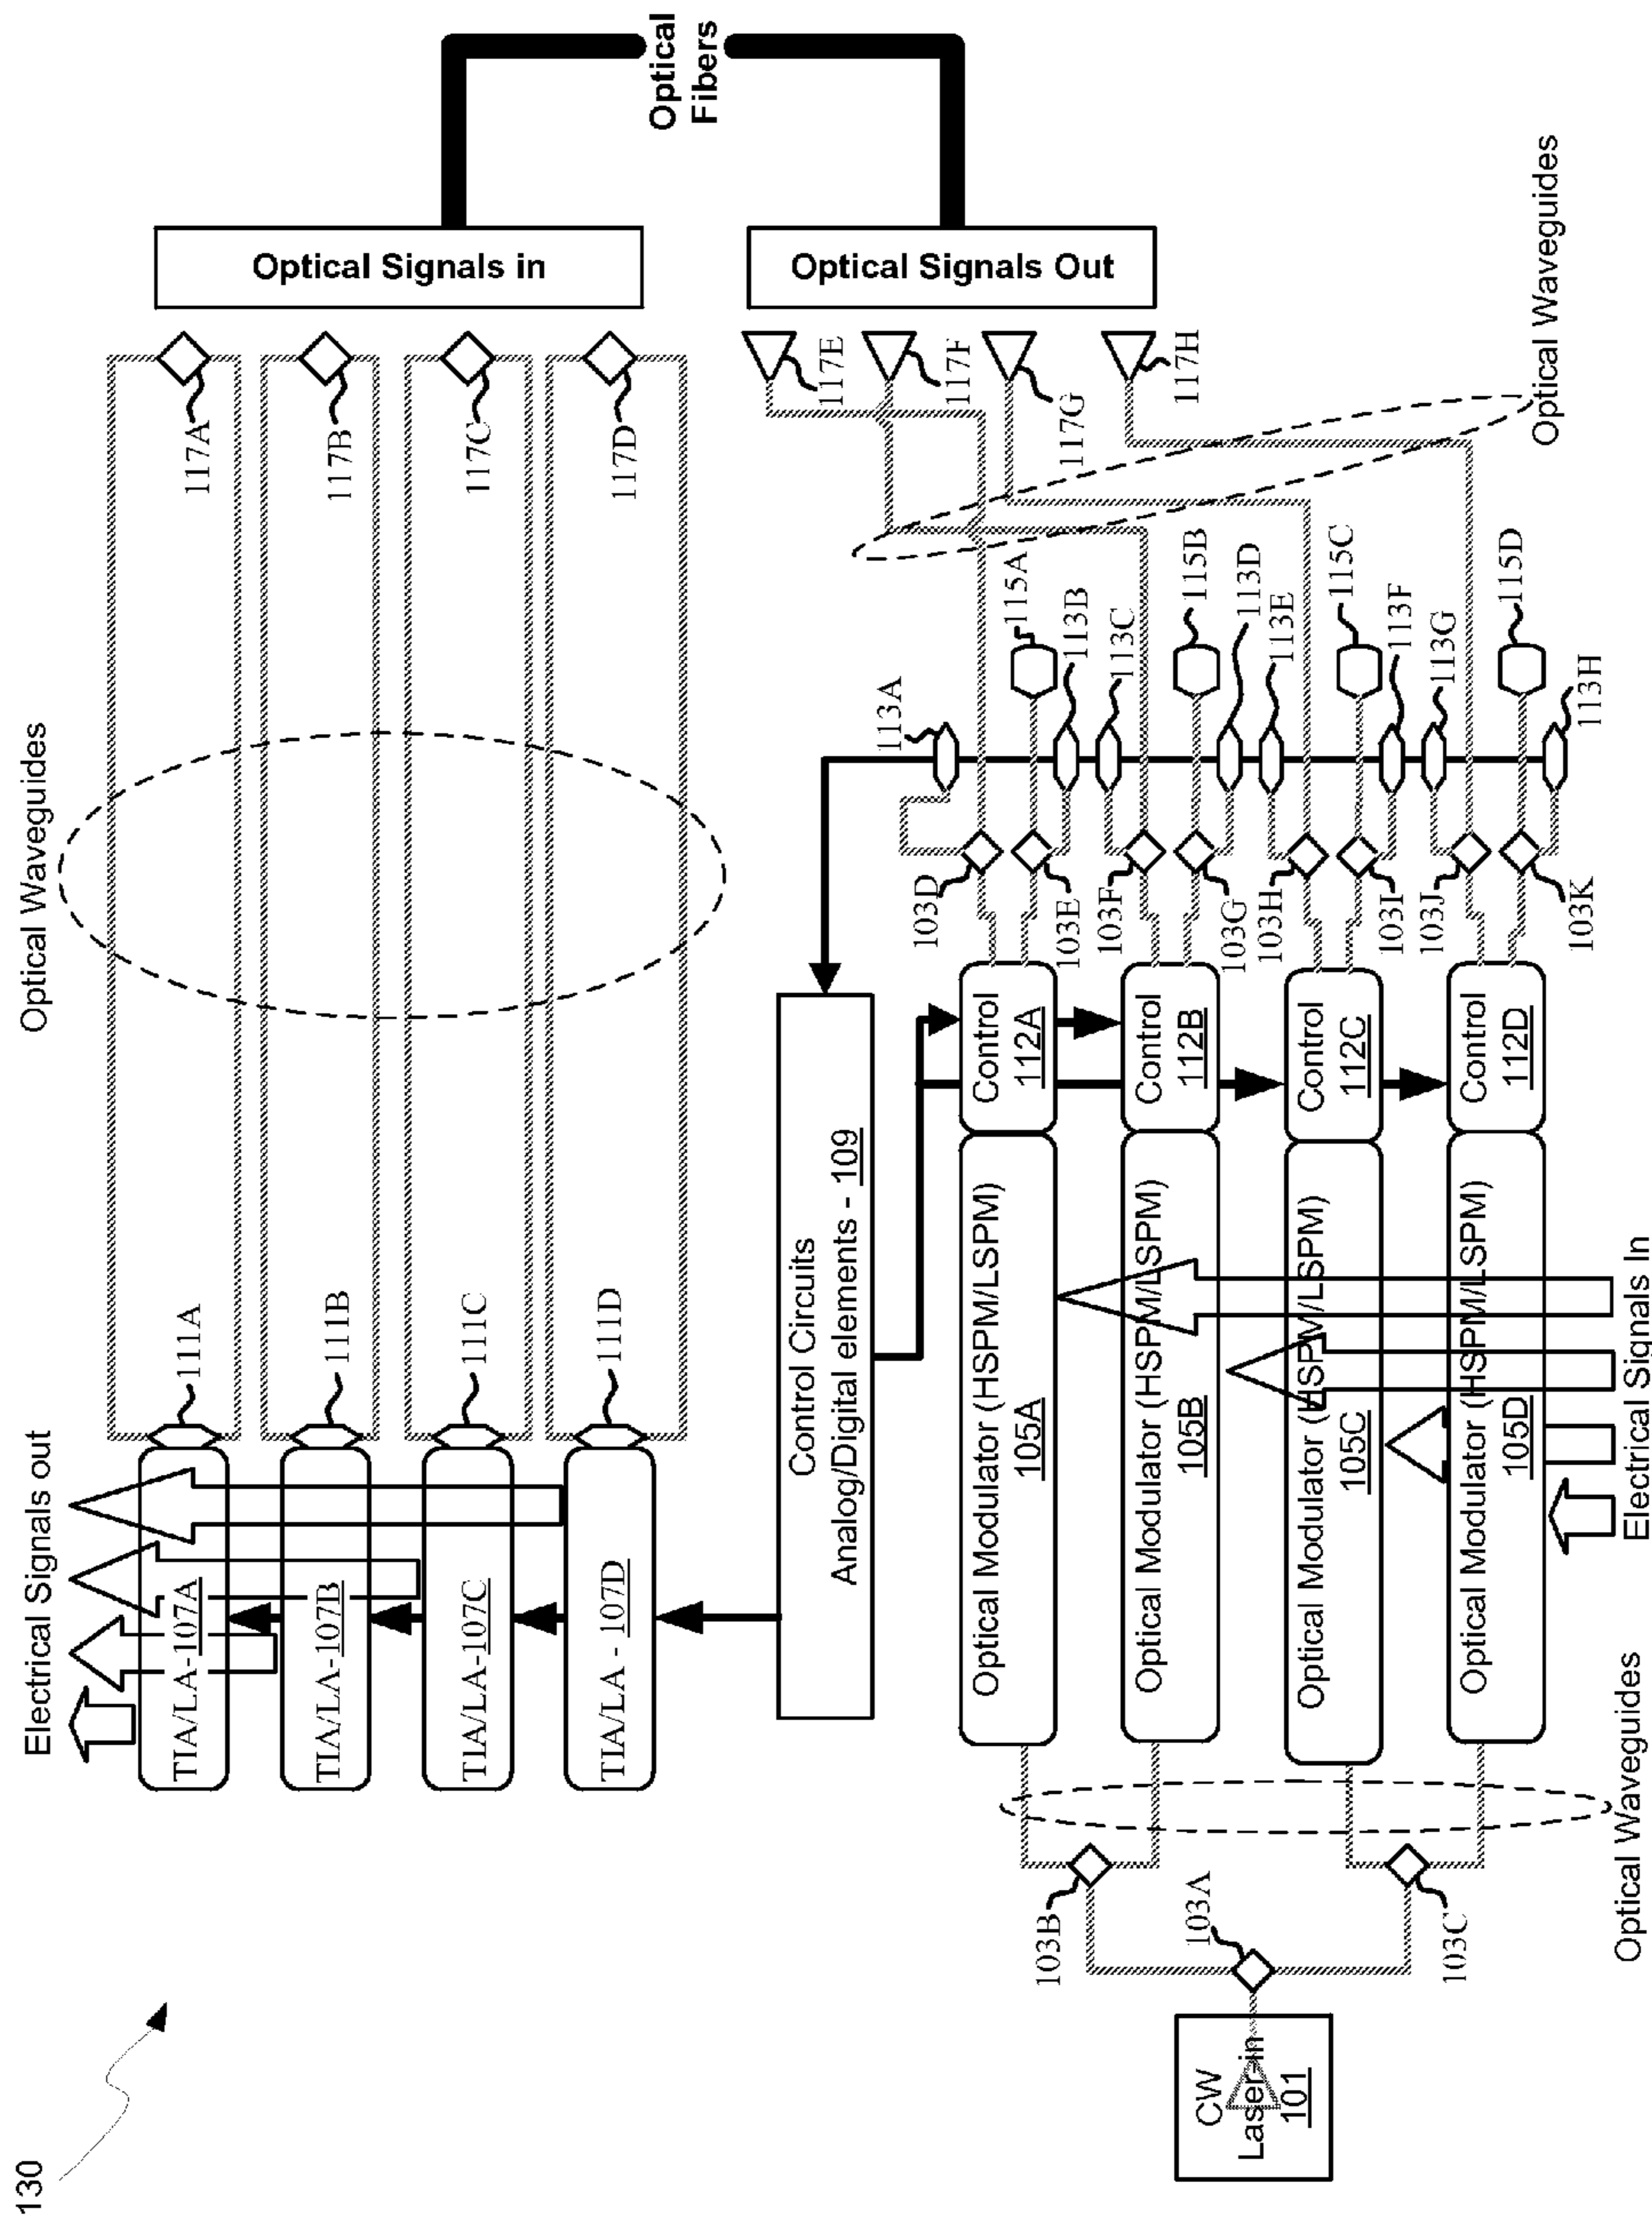 130
Electrical Signals out
Optical Waveguides
TIA/LA-107A
TIA/LA-107B
TIA/LA-107C
TIA/LA - 107D
111A
111B
111C
111D
117A
117B
117C
117D
Optical Signals in
Optical
Fibers
Optical Signals Out
117E
117F
117G
117H
Optical Waveguides
Control Circuits
Analog/Digital elements - 109
CW
Laser-in
101
103A
103B
103C
Optical Waveguides
Optical Modulator (HSPM/LSPM)
105A
Optical Modulator (HSPM/LSPM)
105B
Optical Modulator (HSPM/LSPM)
105C
Optical Modulator (HSPM/LSPM)
105D
Electrical Signals In
Control
112A
Control
112B
Control
112C
Control
112D
103D
103E
103F
103G
103H
103I
103J
103K
113A
115A
113B
113C
115B
113D
113E
115C
113F
113G
115D
113H